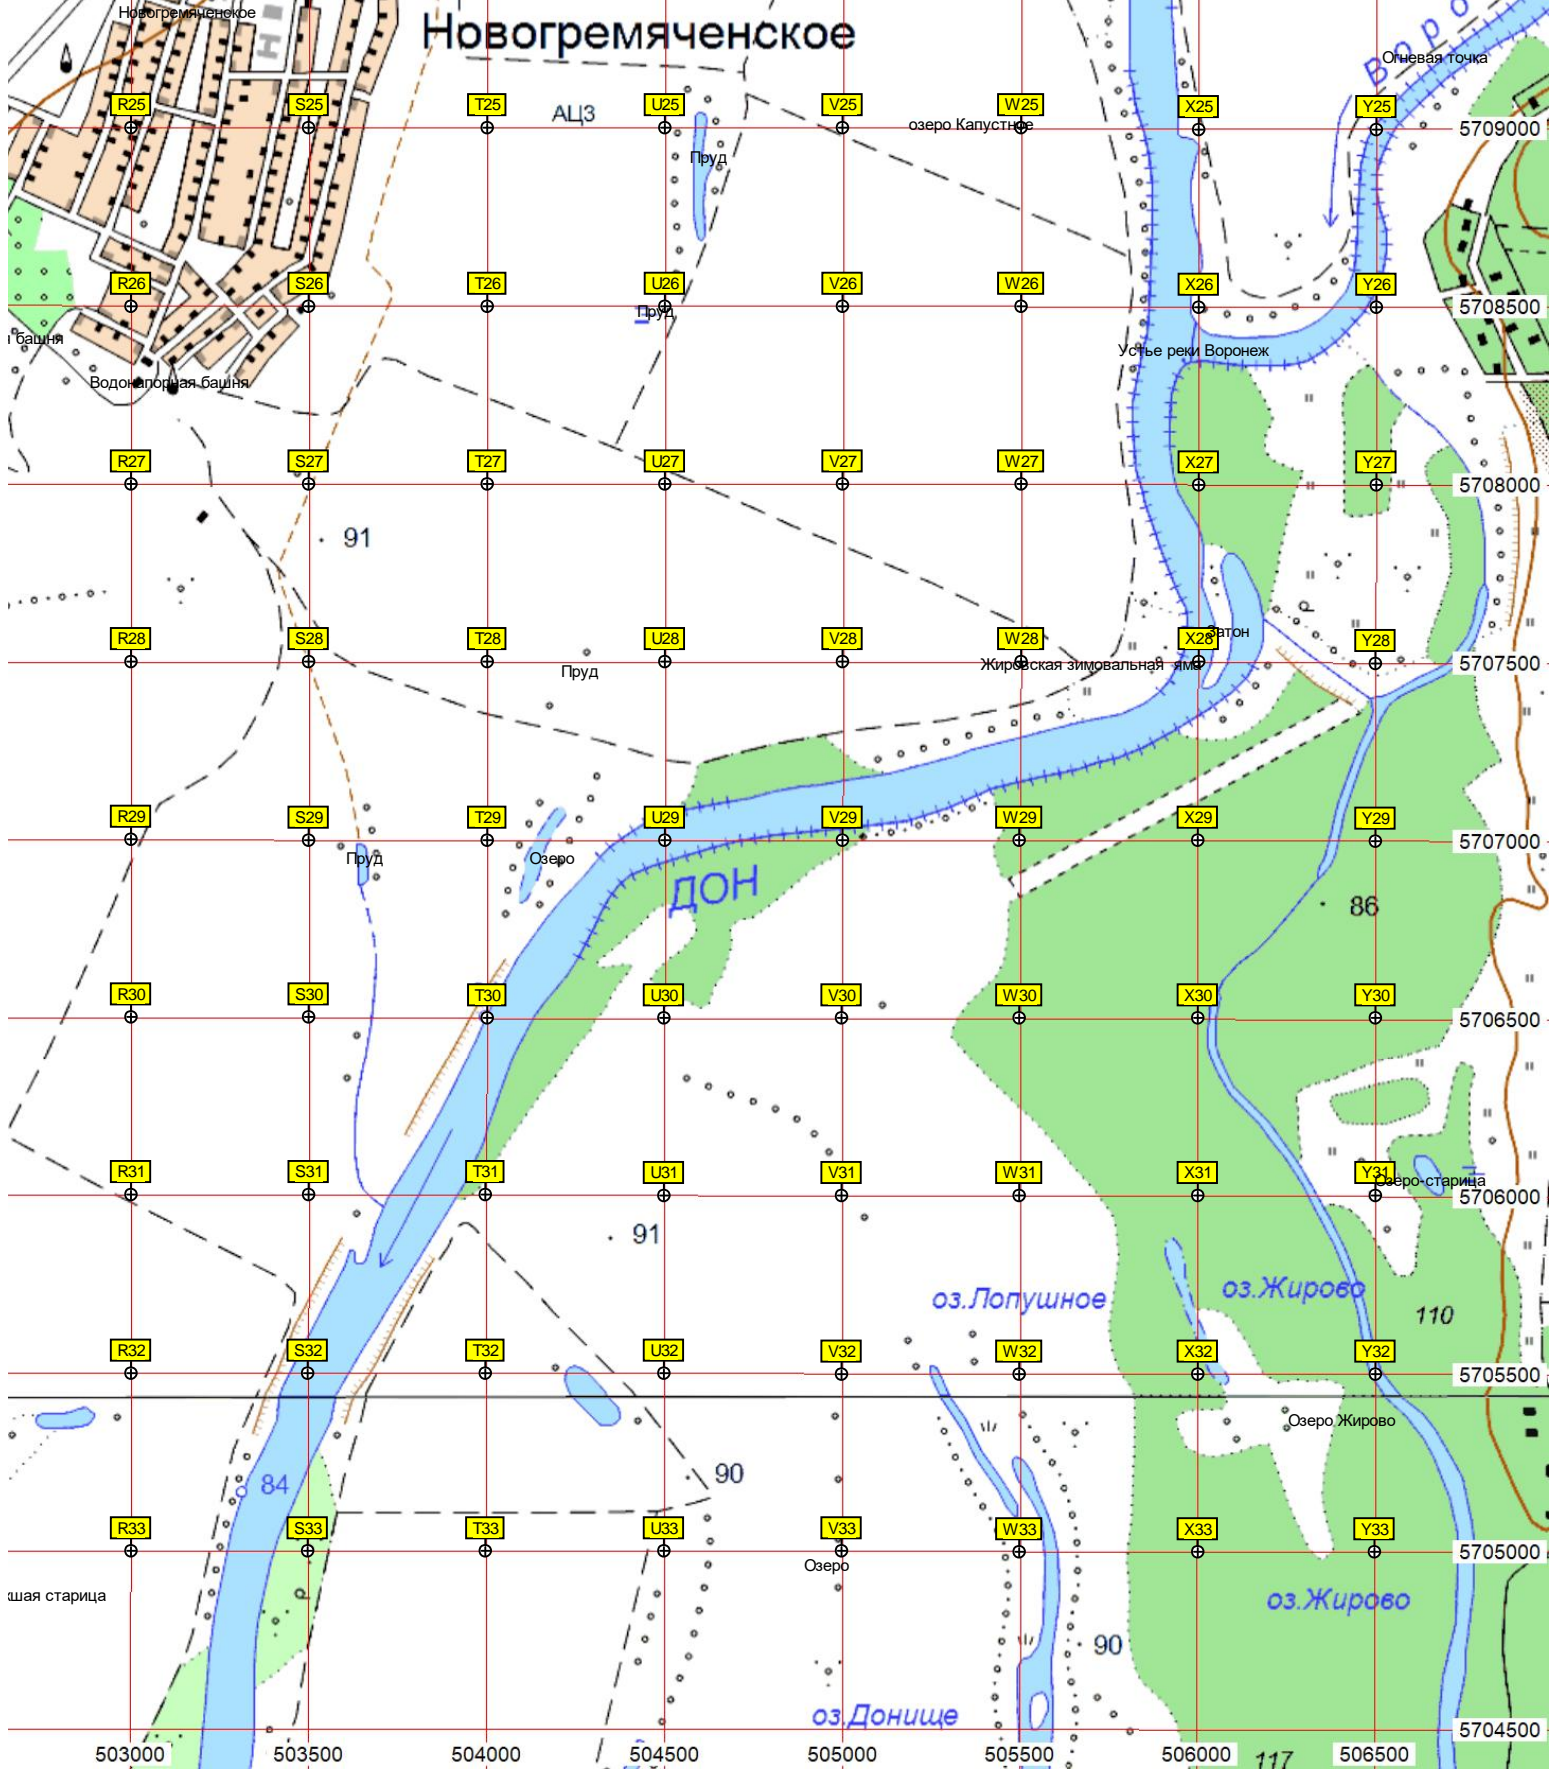 Новогремяченское
Новогремяченское
Н
Ворo
Огневая точка
R25 S25 T25 АЦЗ U25 V25 W25 X25 Y25
озеро Капустное
5709000
Пруд
R26 S26 T26 U26 V26 W26 X26 Y26
5708500
Пруд
башня
Устье реки Воронеж
Водонапорная башня
R27 S27 T27 U27 V27 W27 X27 Y27
5708000
91
R28 S28 T28 U28 V28 W28 X28 Затон Y28
Жировская зимовальная яма
5707500
Пруд
R29 S29 T29 U29 V29 W29 X29 Y29
5707000
Пруд
Озеро
ДОН
86
R30 S30 T30 U30 V30 W30 X30 Y30
5706500
R31 S31 T31 U31 V31 W31 X31 Y31
Озеро-старица
5706000
91
оз.Лопушное
оз.Жирово
110
R32 S32 T32 U32 V32 W32 X32 Y32
5705500
Озеро Жирово
84
90
R33 S33 T33 U33 V33 W33 X33 Y33
5705000
Озеро
старица
оз.Жирово
90
оз.Донище
5704500
503000 503500 504000 504500 505000 505500 506000 506500
117